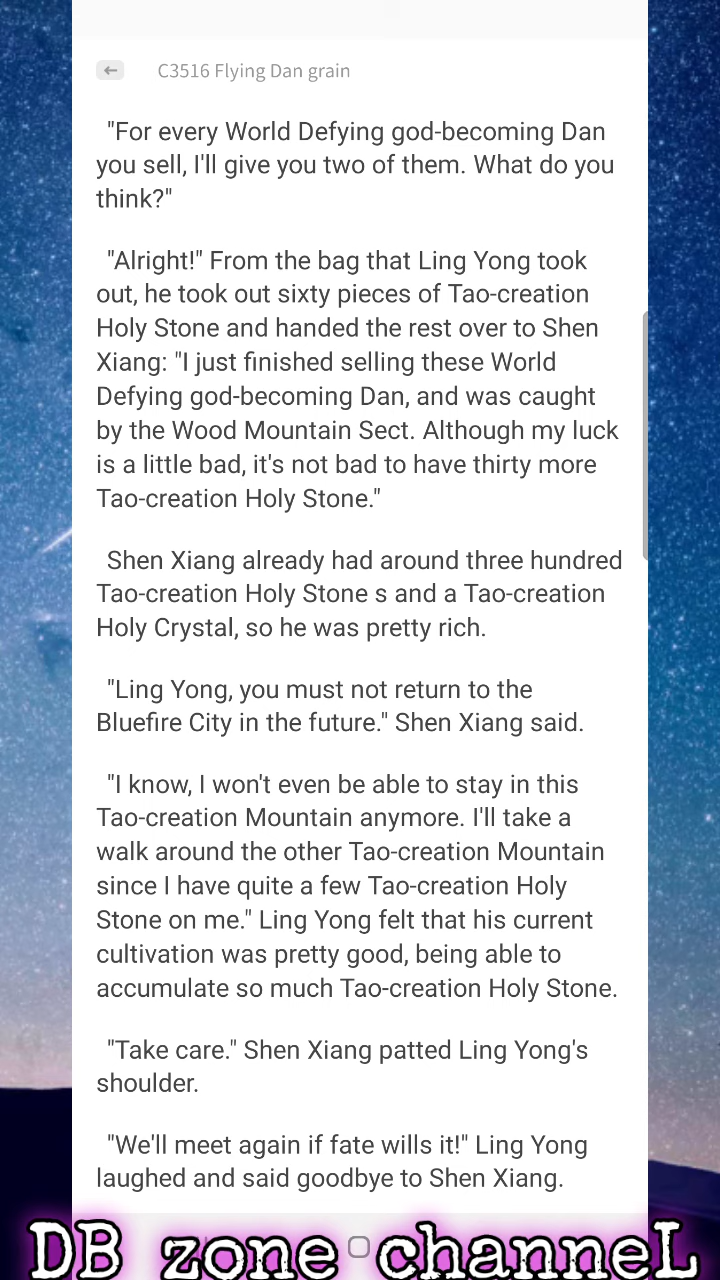 C3516 Flying Dan grain
"For every World Defying god-becoming Dan
you sell, I'll give you two of them. What do you
think?"
"Alright!" From the bag that Ling Yong took
out, he took out sixty pieces of Tao-creation
Holy Stone and handed the rest over to Shen
Xiang: "I just finished selling these World
Defying god-becoming Dan, and was caught
by the Wood Mountain Sect. Although my luck
is a little bad, it's not bad to have thirty more
Tao-creation Holy Stone."
Shen Xiang already had around three hundred
Tao-creation Holy Stone s and a Tao-creation
Holy Crystal, so he was pretty rich.
"Ling Yong, you must not return to the
Bluefire City in the future." Shen Xiang said.
"I know, I won't even be able to stay in this
Tao-creation Mountain anymore. I'll take a
walk around the other Tao-creation Mountain
since I have quite a few Tao-creation Holy
Stone on me." Ling Yong felt that his current
cultivation was pretty good, being able to
accumulate so much Tao-creation Holy Stone.
"Take care." Shen Xiang patted Ling Yong's
shoulder.
"We'll meet again if fate wills it!" Ling Yong
laughed and said goodbye to Shen Xiang.
DB zone channeL